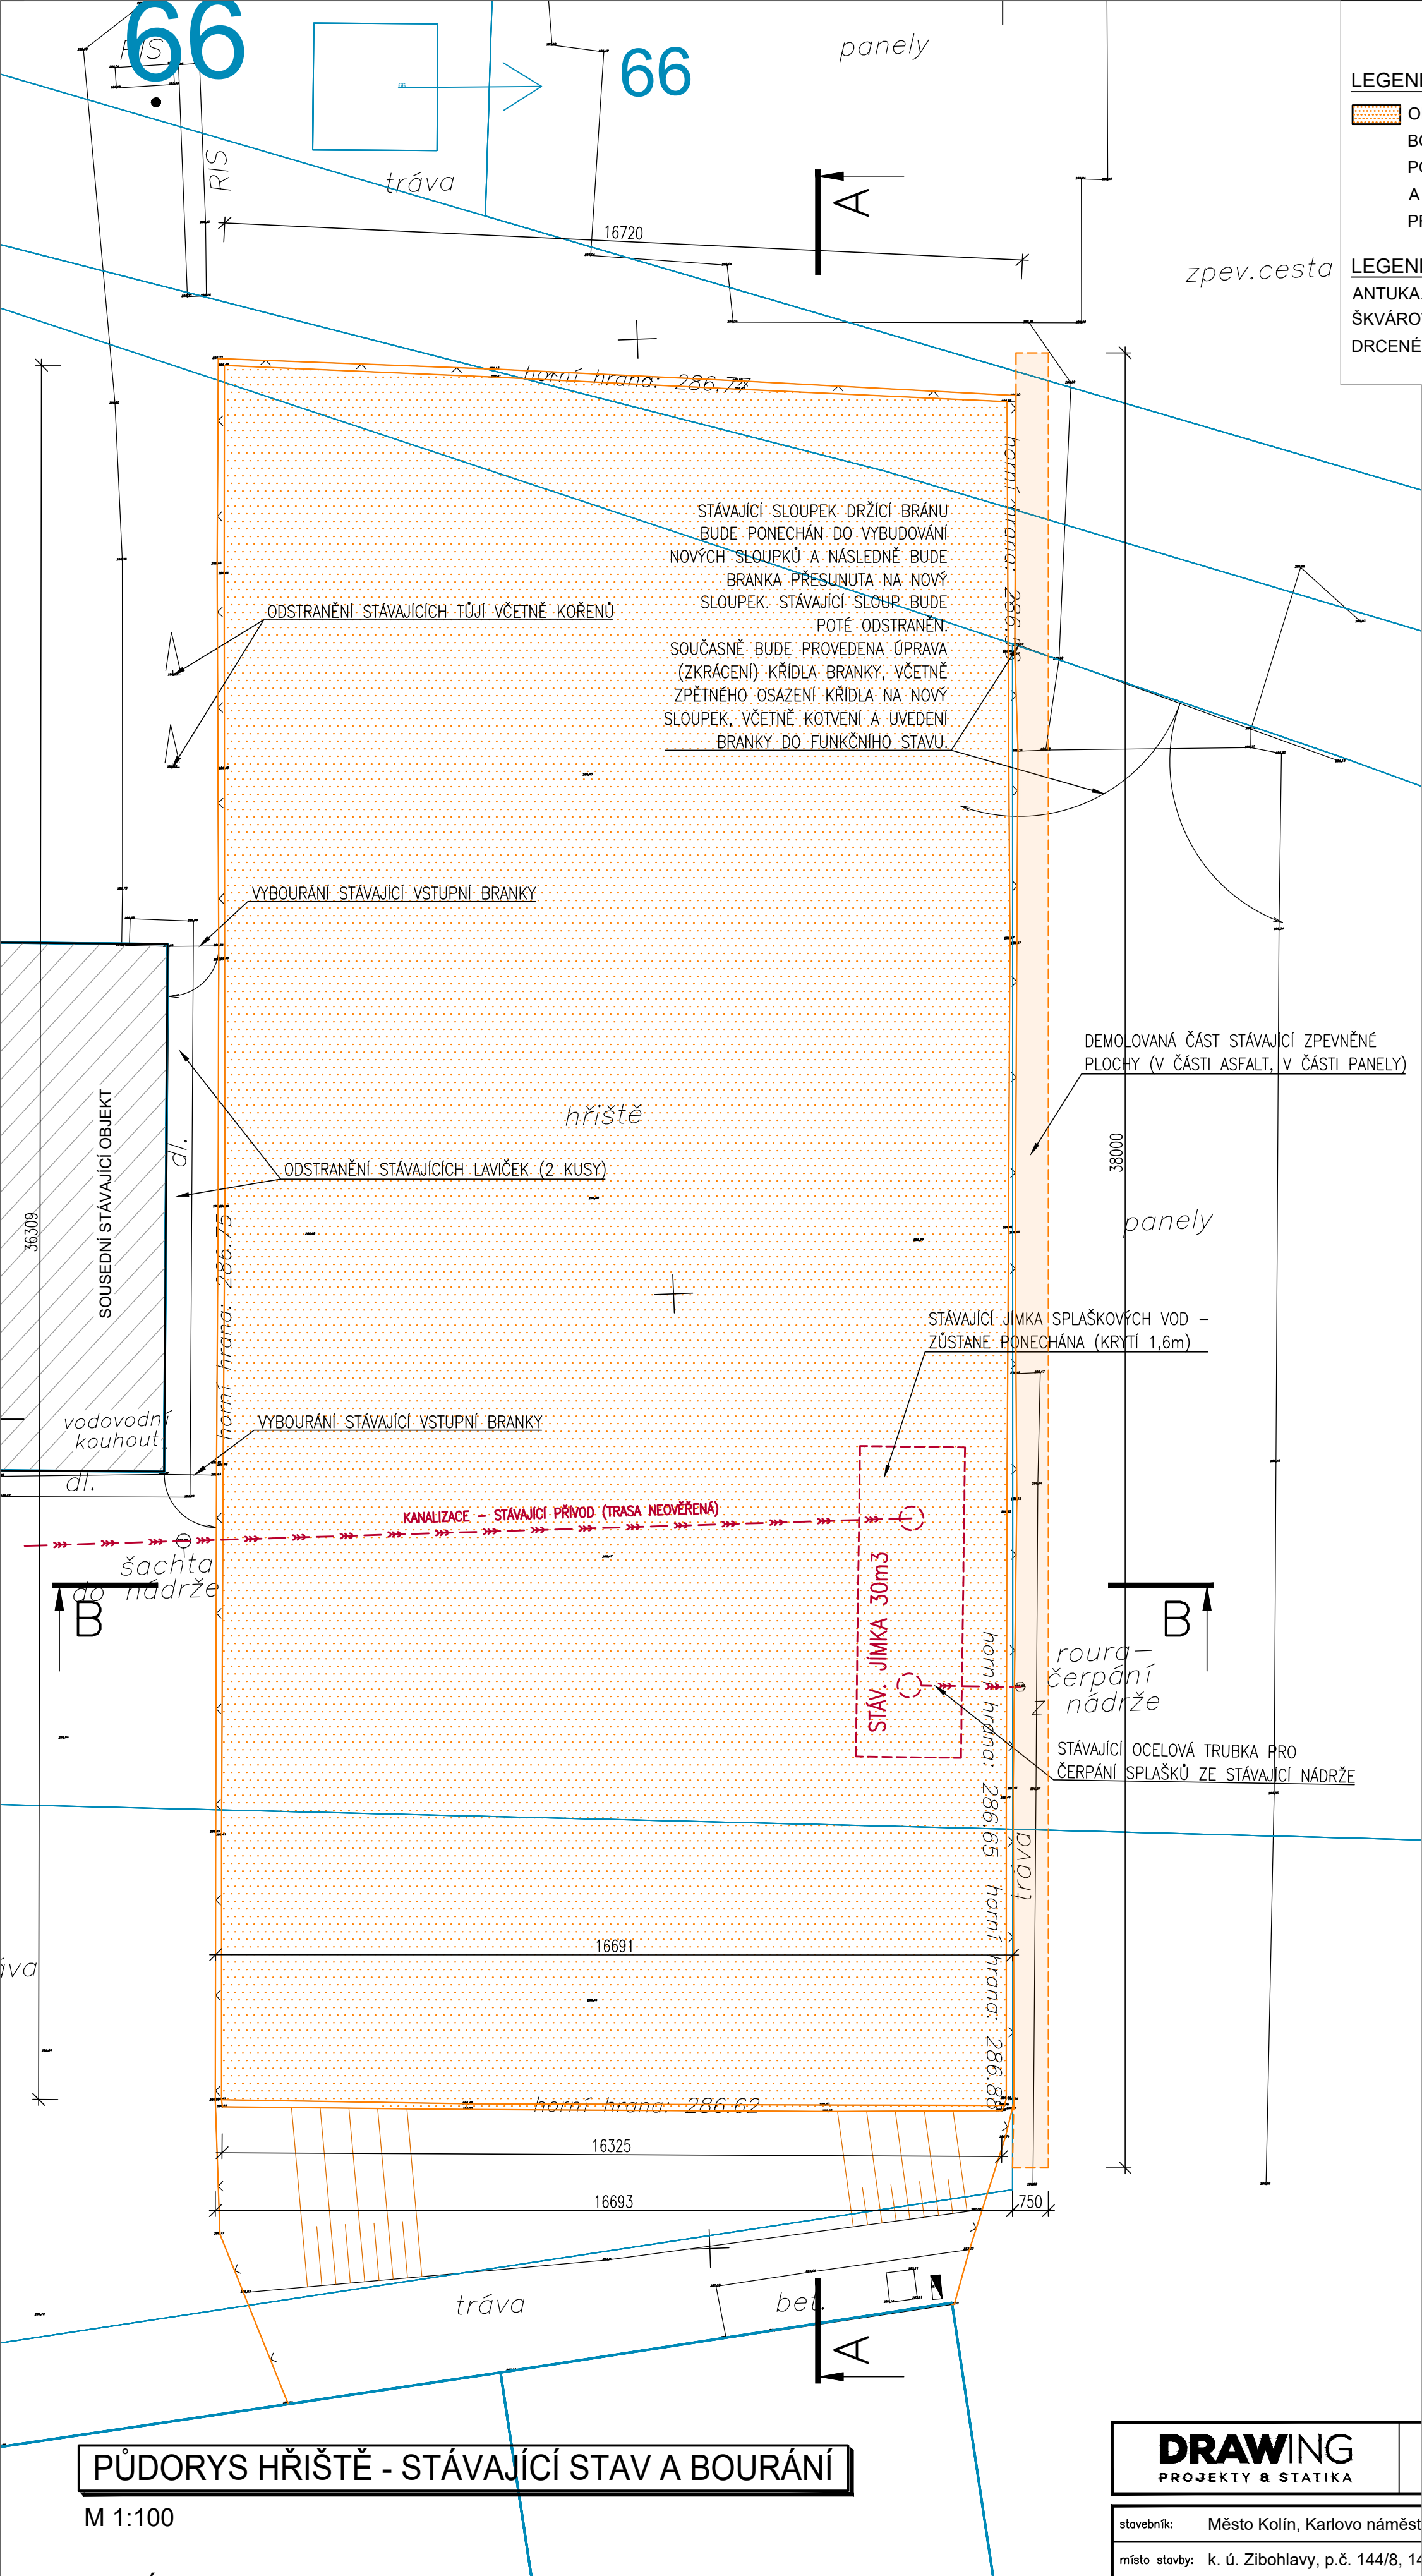 66
RIS
RIS
66
panely
tráva
A
16720
zpev.cesta
LEGEN
ANTUKA
horní hrana: 286.77
horní hrana:
STÁVAJÍCÍ SLOUPEK DRŽÍCÍ BRÁNU
BUDE PONECHÁN DO VYBUDOVÁNÍ
NOVÝCH SLOUPKŮ A NÁSLEDNĚ BUDE
BRANKA PŘESUNUTA NA NOVÝ
SLOUPEK. STÁVAJÍCÍ SLOUP BUDE
POTÉ ODSTRANĚN.
SOUČASNĚ BUDE PROVEDENA ÚPRAVA
(ZKRÁCENÍ) KŘÍDLA BRANKY, VČETNĚ
ZPĚTNÉHO OSAZENÍ KŘÍDLA NA NOVÝ
SLOUPEK, VČETNĚ KOTVENÍ A UVEDENÍ
BRANKY DO FUNKČNÍHO STAVU.
ODSTRANĚNÍ STÁVAJÍCÍCH TŮJÍ VČETNĚ KOŘENŮ
VYBOURÁNÍ STÁVAJÍCÍ VSTUPNÍ BRANKY
DEMOLOVANÁ ČÁST STÁVAJÍCÍ ZPEVNĚNÉ
PLOCHY (V ČÁSTI ASFALT, V ČÁSTI PANELY)
hřiště
SOUSEDNÍ STÁVAJÍCÍ OBJEKT
dl.
ODSTRANĚNÍ STÁVAJÍCÍCH LAVIČEK (2 KUSY)
38000
36309
panely
horní hrana: 286.75
STÁVAJÍCÍ JÍMKA SPLAŠKOVÝCH VOD –
ZŮSTANE PONECHÁNA (KRYTÍ 1,6m)
vodovodní
kouhout
VYBOURÁNÍ STÁVAJÍCÍ VSTUPNÍ BRANKY
dl.
KANALIZACE – STÁVAJÍCÍ PŘÍVOD (TRASA NEOVĚŘENÁ)
šachta
do nádrže
STÁV. JÍMKA 30m3
B
B
roura–
čerpání
z nádrže
horní hrana: 286.65
STÁVAJÍCÍ OCELOVÁ TRUBKA PRO
ČERPÁNÍ SPLAŠKŮ ZE STÁVAJÍCÍ NÁDRŽE
tráva
horní hrana: 286.88
16691
horní hrana: 286.62
16325
16693
750
tráva
bet.
A
PŮDORYS HŘIŠTĚ - STÁVAJÍCÍ STAV A BOURÁNÍ
M 1:100
DRAWING
PROJEKTY & STATIKA
stavebník: Město Kolín, Karlovo náměst
místo stavby: k. ú. Zibohlavy, p.č. 144/8, 14